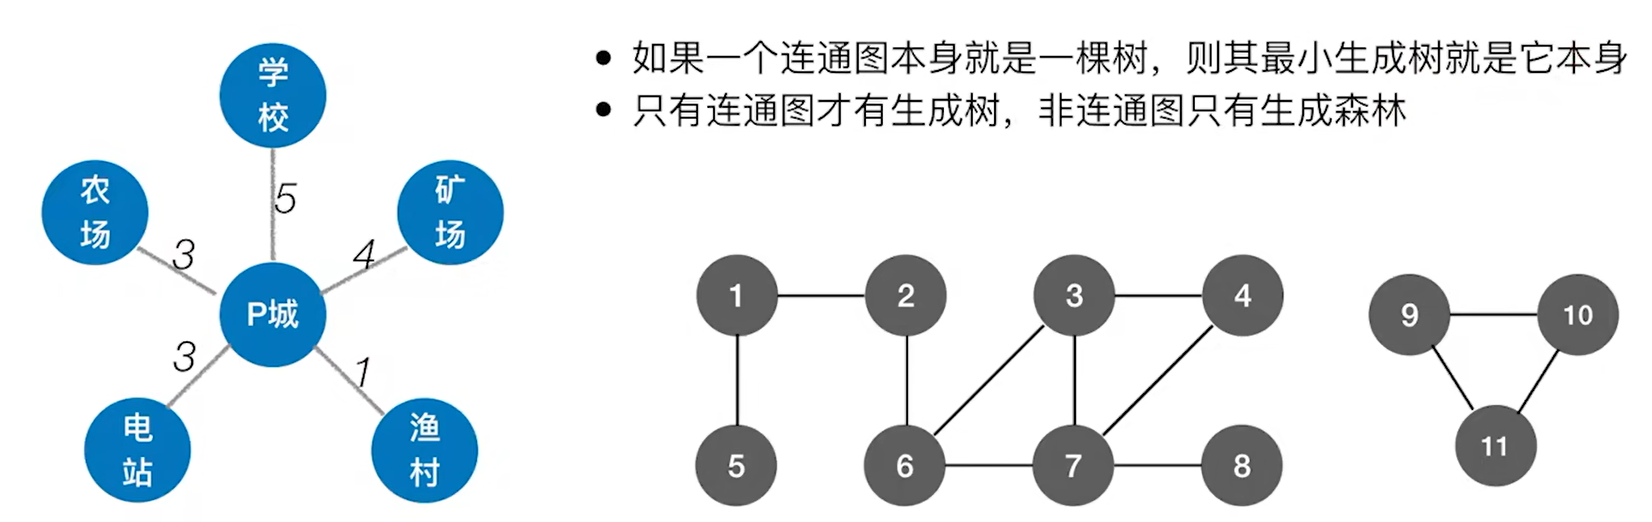 如果一个连通图本身就是一棵树，则其最小生成树就是它本身
只有连通图才有生成树，非连通图只有生成森林
学
校
5
农
场
3
矿
场
4
P城
3
电
站
1
渔
村
1
2
3
4
5
6
7
8
9
10
11